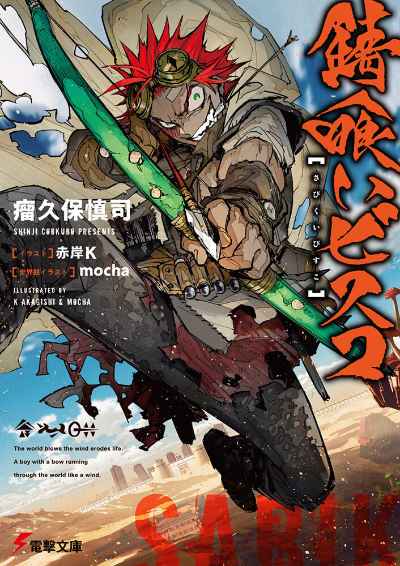 錆喰いビスコ
【さびくいびすこ】
瘤久保慎司
SHINJI COBKUBO PRESENTS
[イラスト]赤岸K
[世界観イラスト]mocha
ILLUSTRATED BY
K AKAGISHI & MOCHA
The world blows the wind erodes life.
A boy with a bow running
through the world like a wind.
SABIK
電撃文庫